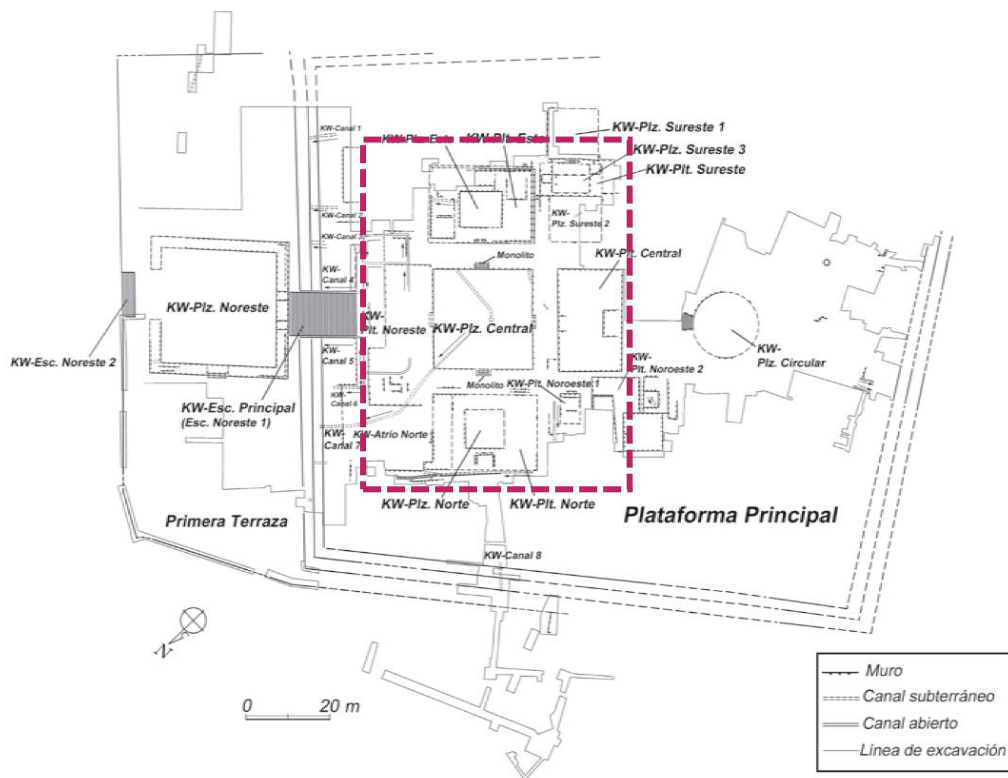 KW-Canal 1
KW-Plz. Sureste 1
KW-Plz. Este
KW-Plt. Este
KW-Plz. Sureste 3
KW-Plt. Sureste
KW-Canal 2
KW-
Plz. Sureste 2
KW-Canal 3
KW-Plt. Central
Monolito
KW-
Canal 4
KW-Plz. Noreste
KW-
Plt. Noreste
KW-Plz. Central
KW-Esc. Noreste 2
KW-
Canal 5
KW-
Plz. Circular
KW-
Plt. Noroeste 2
Monolito
KW-Plt. Noroeste 1
KW-Esc. Principal
(Esc. Noreste 1)
KW-
Canal 6
KW-
Canal 7
KW-Atrio Norte
KW-Plz. Norte
KW-Plt. Norte
Primera Terraza
Plataforma Principal
KW-Canal 8
N
0 20 m
Muro
Canal subterráneo
Canal abierto
Línea de excavación